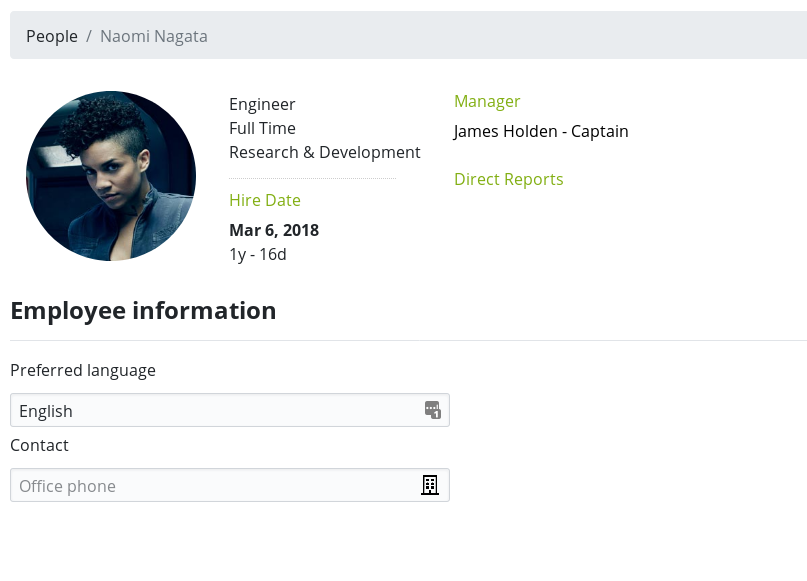 People / Naomi Nagata
Engineer
Full Time
Research & Development
Hire Date
Mar 6, 2018
1y - 16d
Manager
James Holden - Captain
Direct Reports
Employee information
Preferred language
English
Contact
Office phone